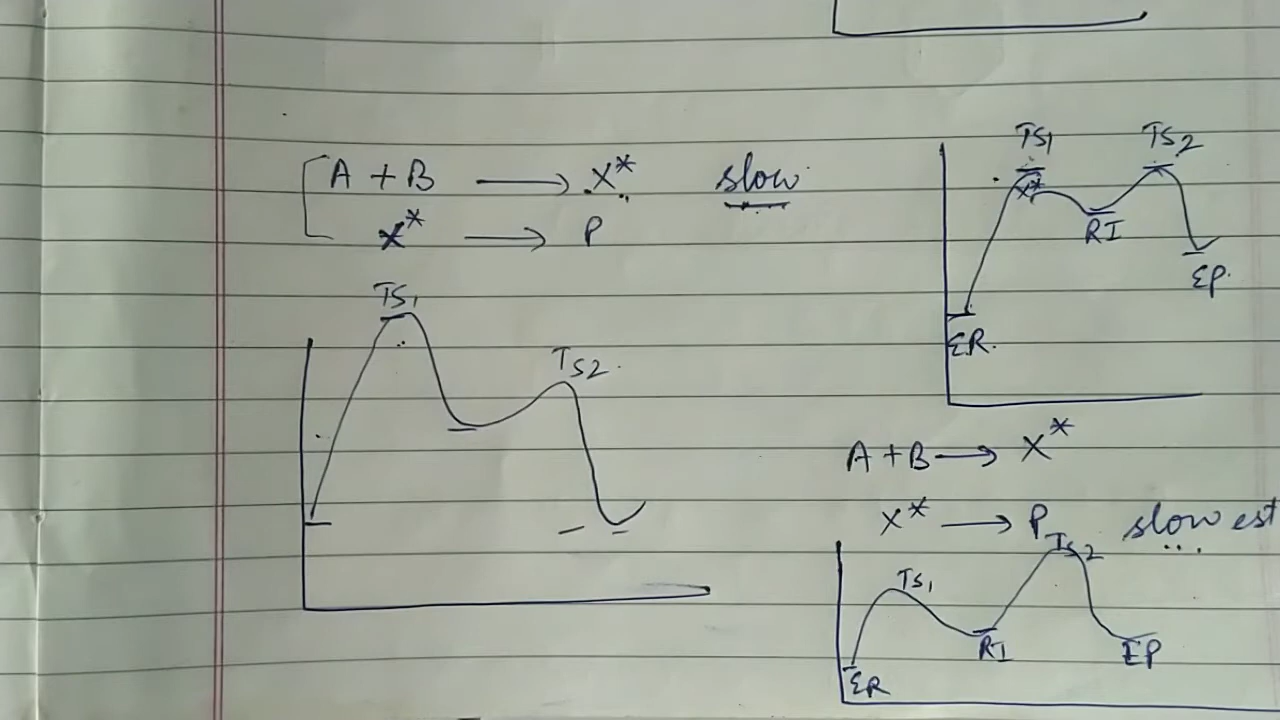 A + B ⟶ X* slow
X* ⟶ P
TS1
TS2
TS1 TS2
X*
RI
EP.
ER.
A + B ⟶ X*
X* ⟶ P slowest
TS2
TS1
RI
EP
ER